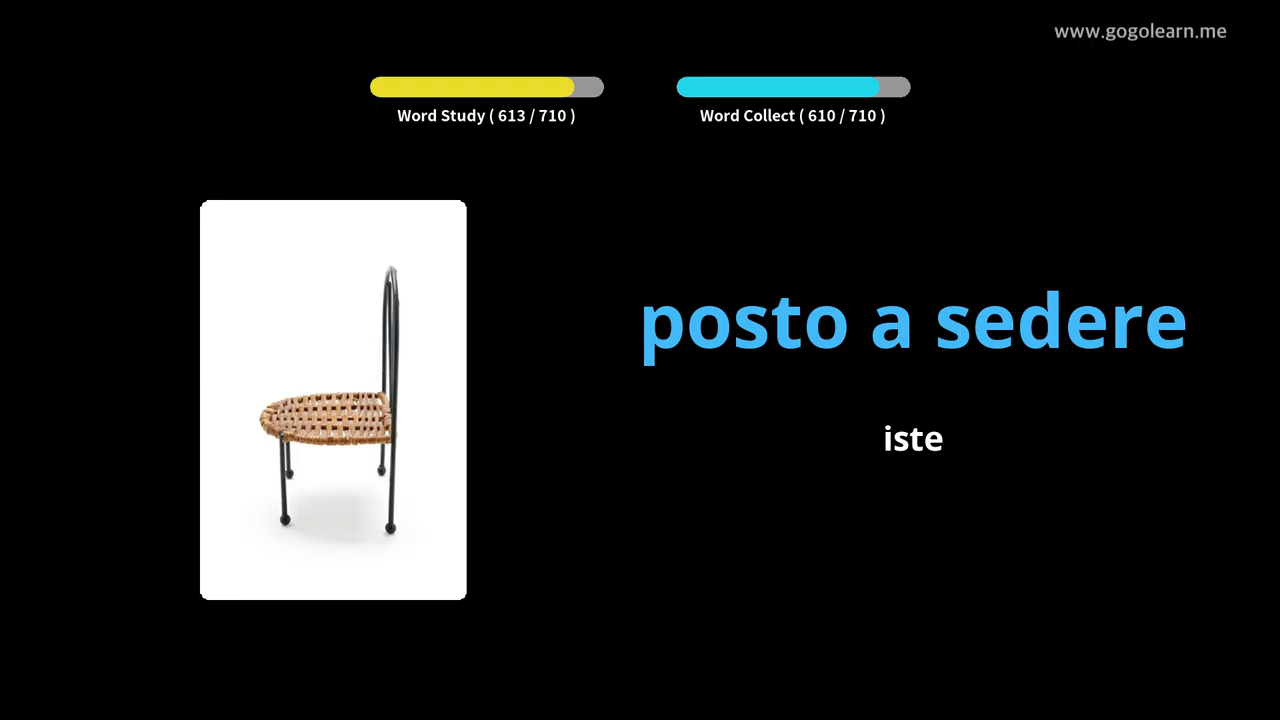 www.gogolearn.me
Word Study ( 613 / 710 )
Word Collect ( 610 / 710 )
posto a sedere
iste